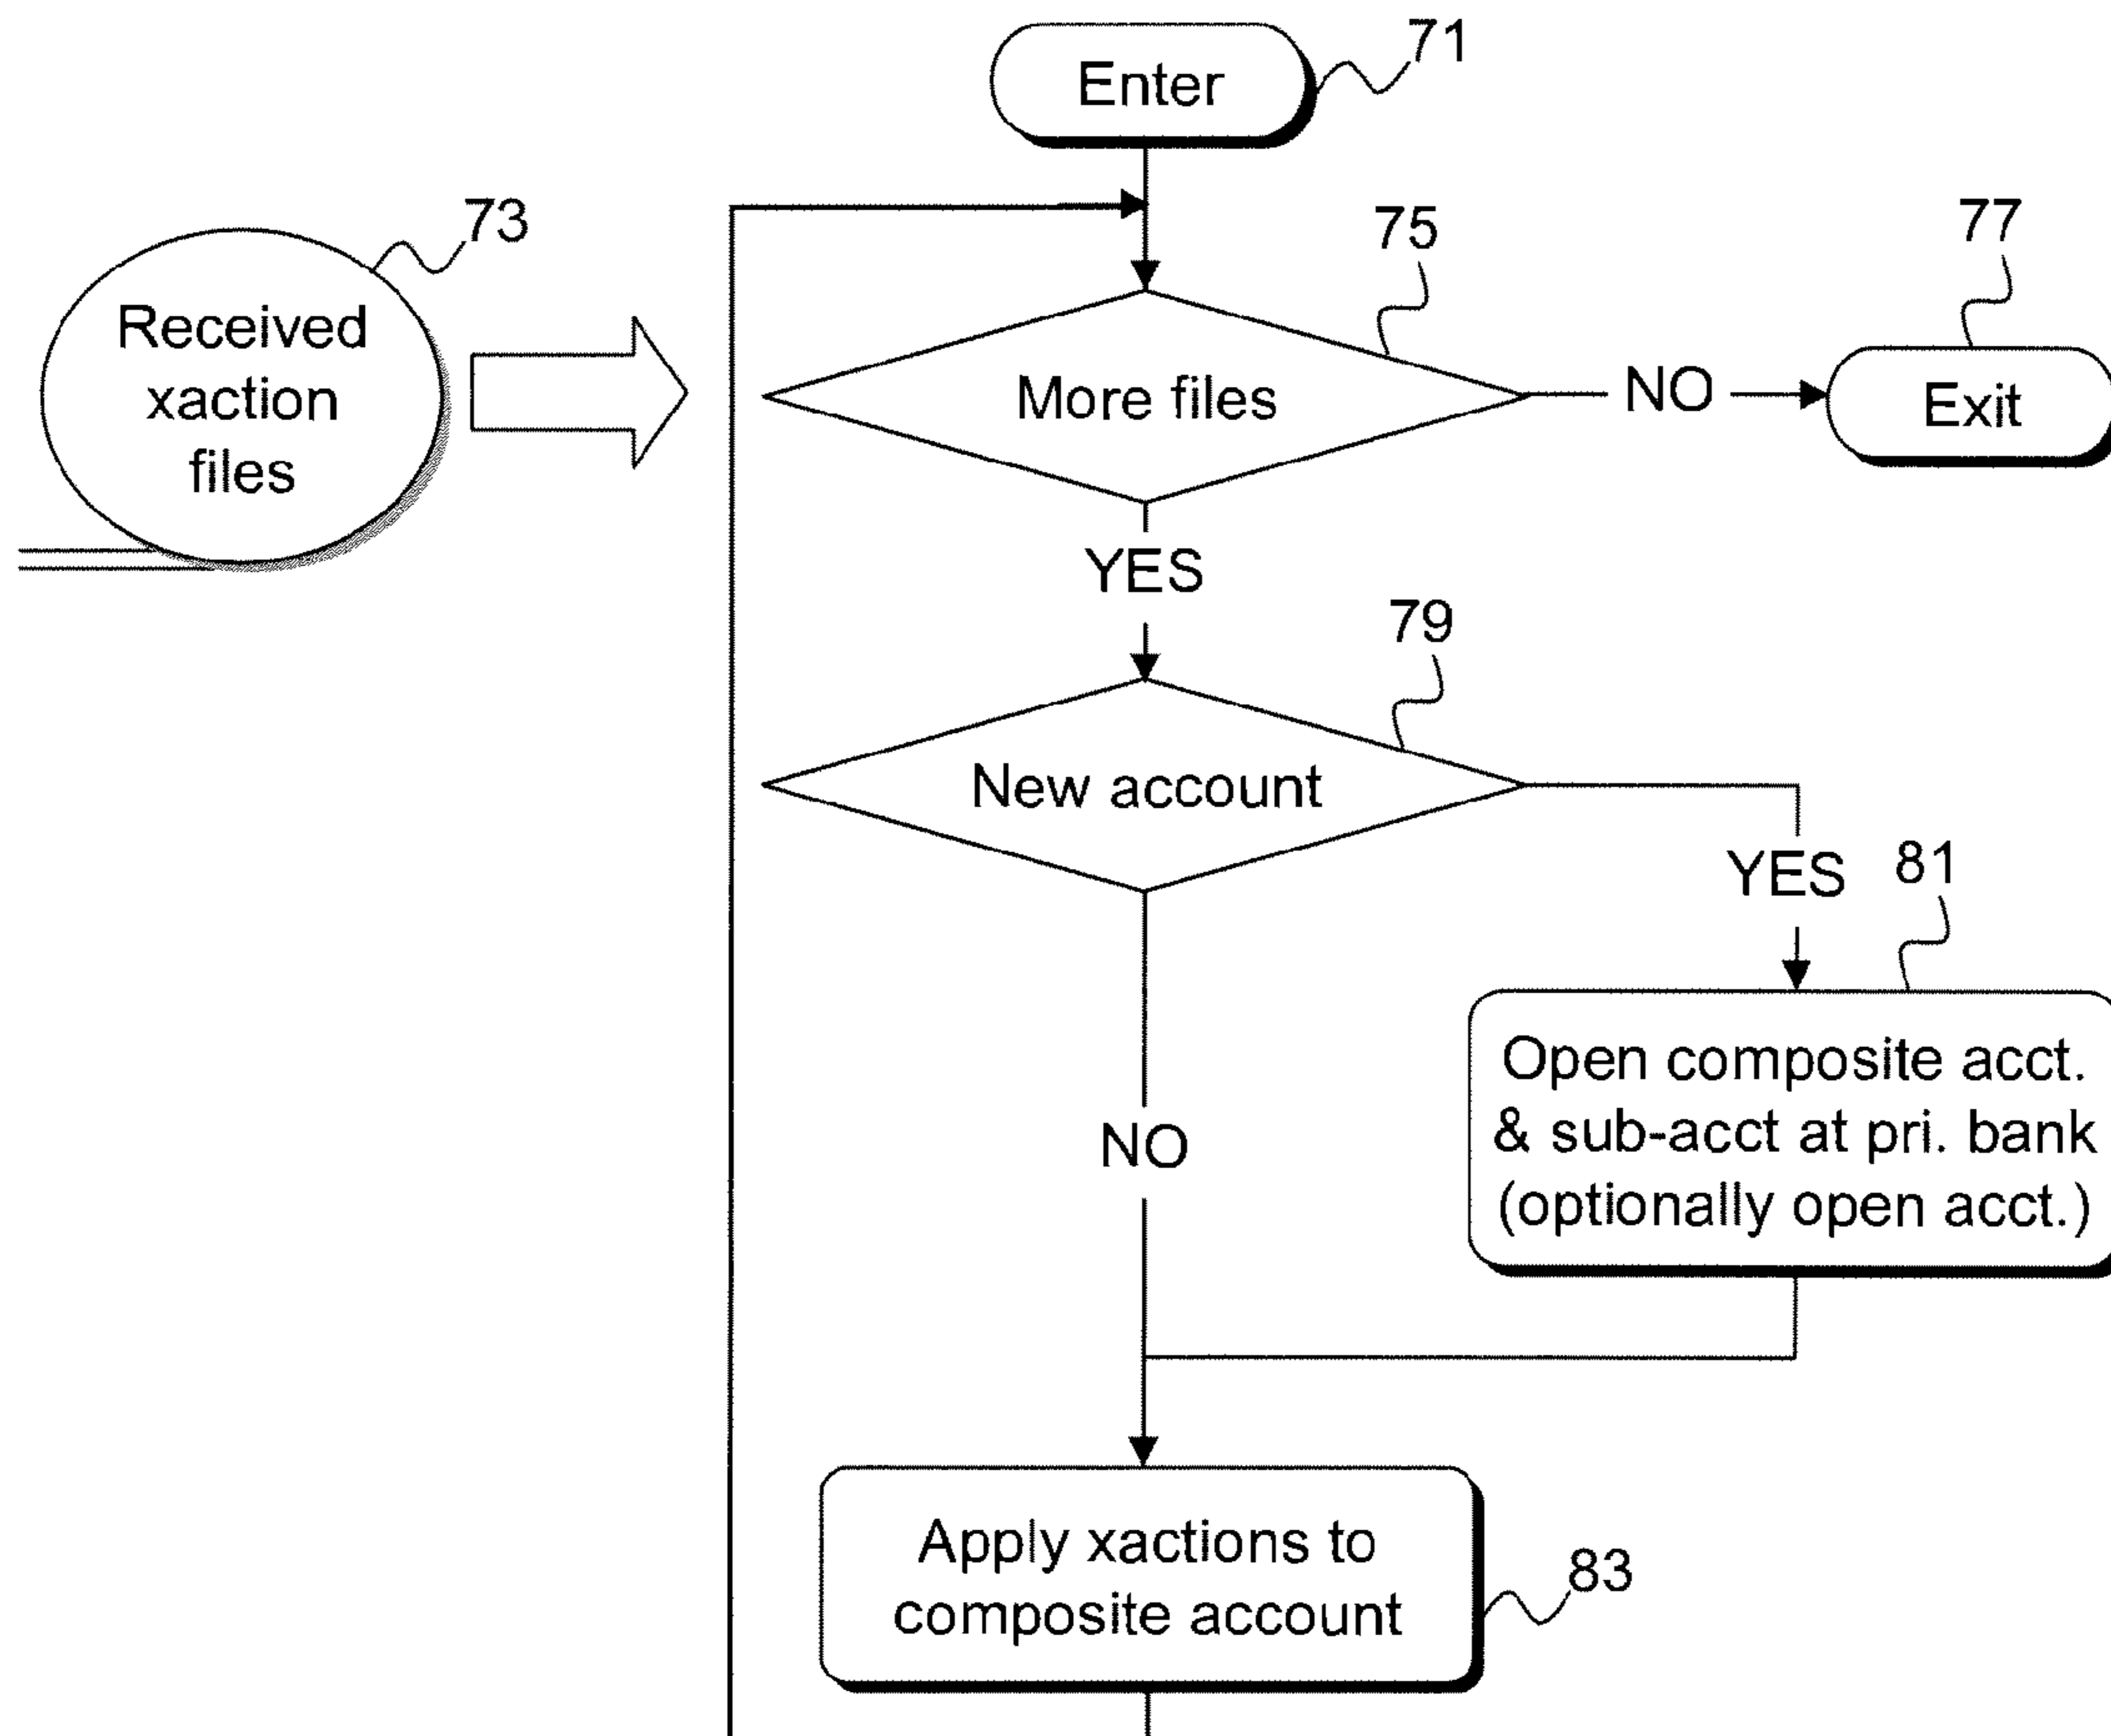 71
Enter
73
75
77
Received
xaction
files
More files
NO
Exit
YES
79
New account
YES
81
Open composite acct.
& sub-acct at pri. bank
(optionally open acct.)
NO
Apply xactions to
composite account
83